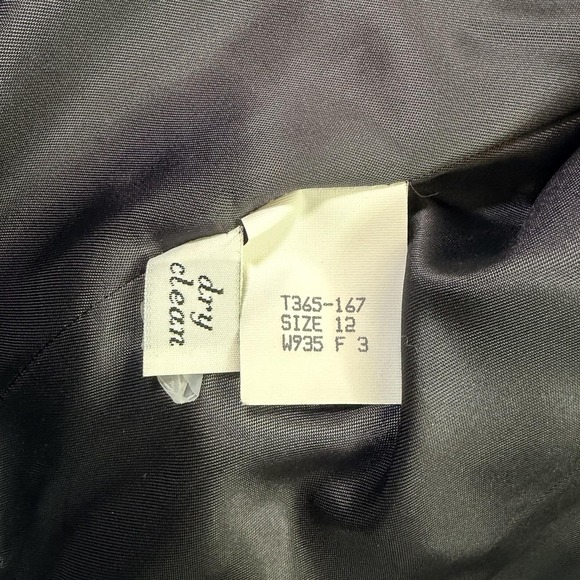 dry
clean
T365-167
SIZE 12
W935 F 3